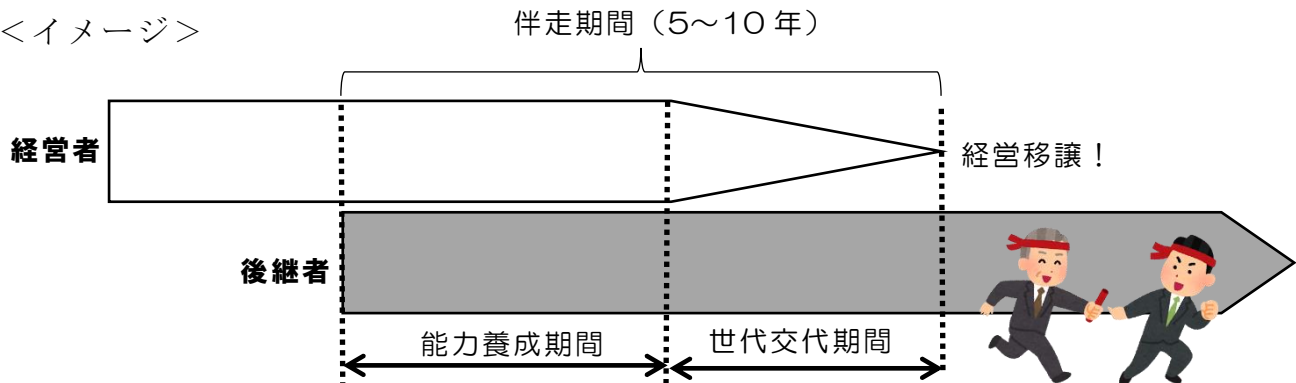 <イメージ>
伴走期間（5～10年）
経営者
経営移譲！
後継者
能力養成期間
世代交代期間